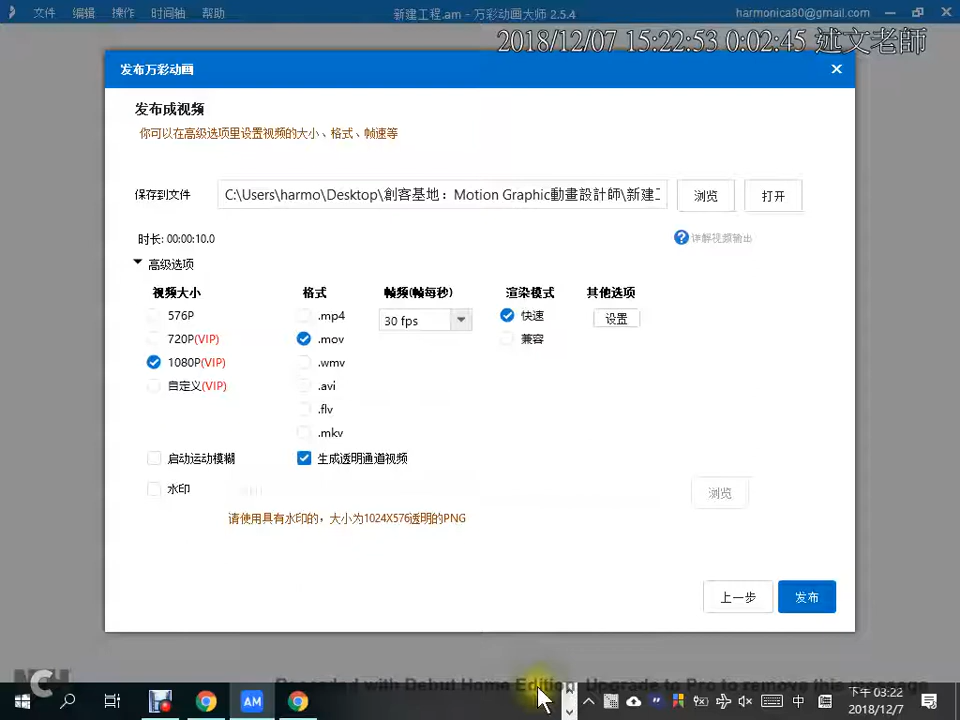 文件 编辑 操作 时间轴 帮助 新建工程.am - 万彩动画大师 2.5.4 harmonica80@gmail.com
2018/12/07 15:22:53 0:02:45 述文老師
发布万彩动画
发布成视频
你可以在高级选项里设置视频的大小、格式、帧速等
保存到文件 C:\Users\harmo\Desktop\創客基地：Motion Graphic動畫設計師\新建工 浏览 打开
时长: 00:00:10.0 详解视频输出
高级选项
视频大小 格式 帧频(帧每秒) 渲染模式 其他选项
576P .mp4 30 fps 快速 设置
720P(VIP) .mov 兼容
1080P(VIP) .wmv
自定义(VIP) .avi
.flv
.mkv
启动运动模糊 生成透明通道视频
水印 浏览
请使用具有水印的，大小为1024X576透明的PNG
上一步 发布
Recorded with Debut Home Edition. Upgrade to Pro to remove this message
AM 中 下午 03:22
2018/12/7